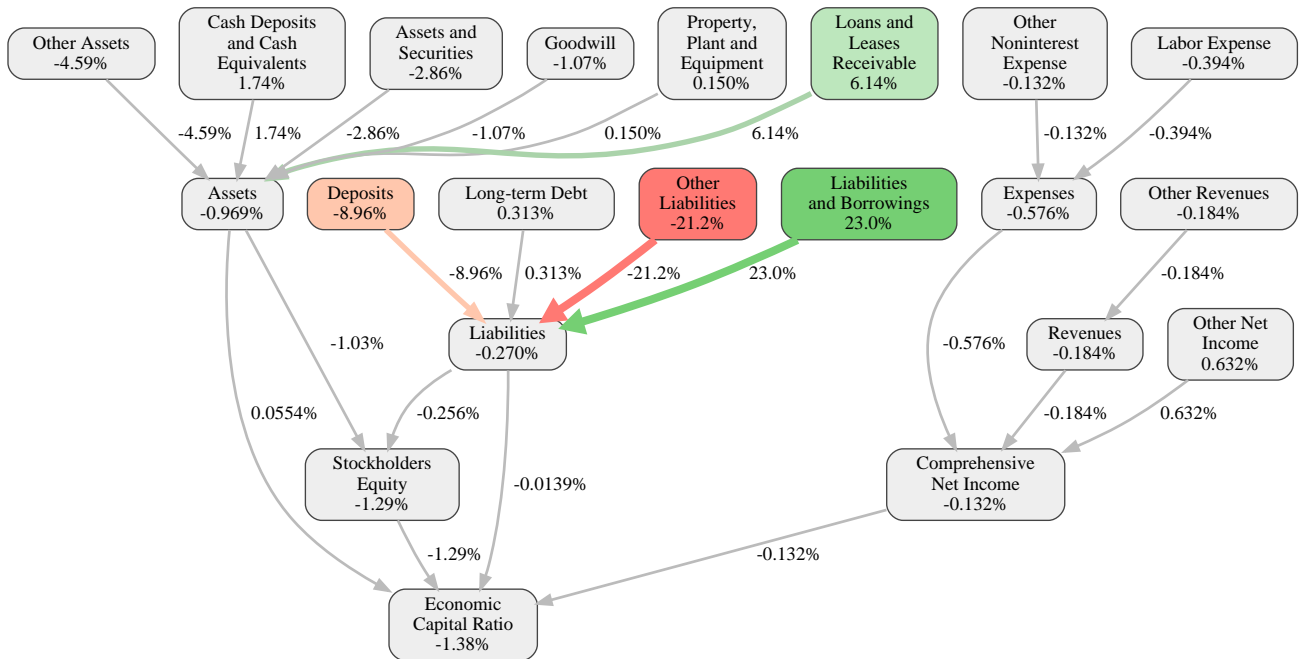 Other Assets
-4.59%
Cash Deposits
and Cash
Equivalents
1.74%
Assets and
Securities
-2.86%
Goodwill
-1.07%
Property,
Plant and
Equipment
0.150%
Loans and
Leases
Receivable
6.14%
Other
Noninterest
Expense
-0.132%
Labor Expense
-0.394%
-4.59%
1.74%
-2.86%
-1.07%
0.150%
6.14%
-0.132%
-0.394%
Assets
-0.969%
Deposits
-8.96%
Long-term Debt
0.313%
Other
Liabilities
-21.2%
Liabilities
and Borrowings
23.0%
Expenses
-0.576%
Other Revenues
-0.184%
-8.96%
0.313%
-21.2%
23.0%
-0.184%
-1.03%
Liabilities
-0.270%
-0.576%
Revenues
-0.184%
Other Net
Income
0.632%
0.0554%
-0.256%
-0.184%
0.632%
Stockholders
Equity
-1.29%
-0.0139%
Comprehensive
Net Income
-0.132%
-1.29%
-0.132%
Economic
Capital Ratio
-1.38%